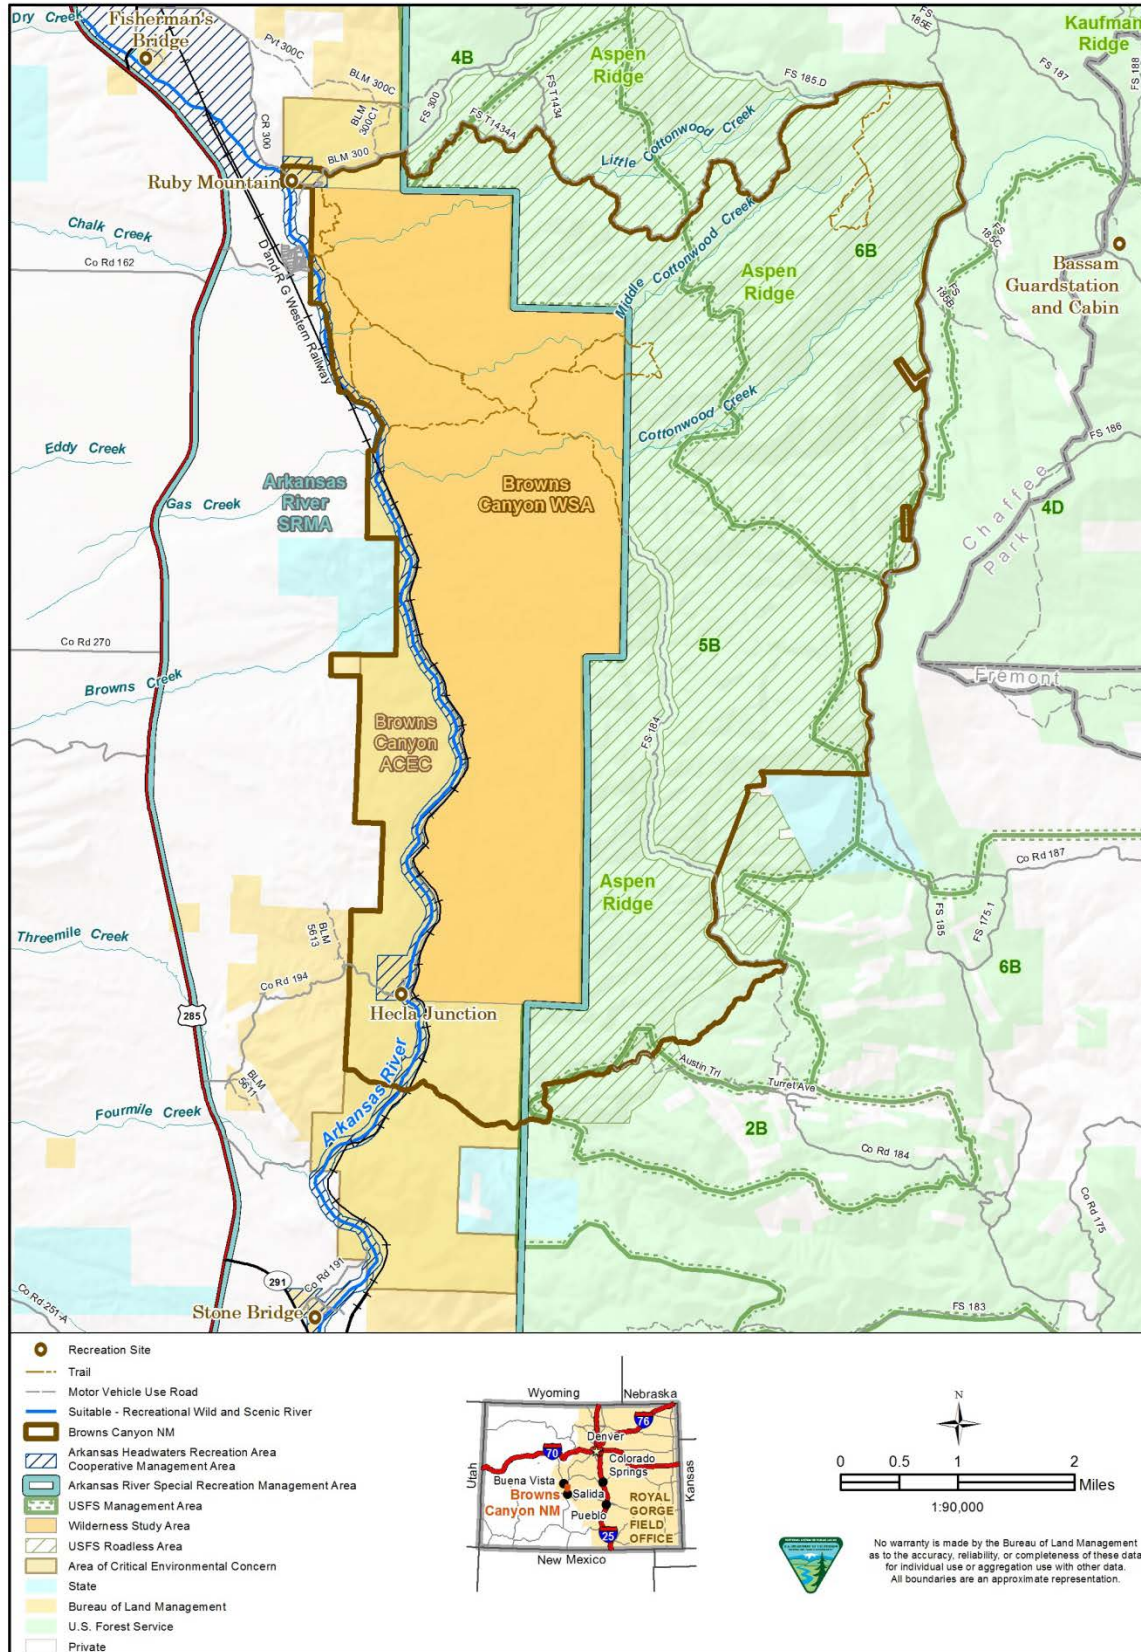 Dry Creek
Fisherman's
Bridge
Pvt 300C
BLM 300C
BLM
300C1
CR 300
BLM 300
FS 300
4B
Aspen
Ridge
FS T1434
FS T1434A
FS 185.D
FS
185E
FS 187
FS 188
Kaufman
Ridge
Little Cottonwood Creek
Ruby Mountain
Chalk Creek
Co Rd 162
D and R G Western Railway
Middle Cottonwood Creek
Aspen
Ridge
6B
FS
185C
FS
185B
Bassam
Guardstation
and Cabin
Cottonwood Creek
FS 186
Eddy Creek
Gas Creek
Arkansas
River
SRMA
Browns
Canyon WSA
Chaffee
Park
4D
Co Rd 270
Browns Creek
5B
Fremont
FS 184
Browns
Canyon
ACEC
Aspen
Ridge
Co Rd 187
FS 185
FS 175.1
6B
Threemile Creek
BLM
5613
Co Rd 194
285
Hecla Junction
BLM
5611
Arkansas River
Fourmile Creek
Austin Trl
Turret Ave
2B
Co Rd 184
Co Rd 175
291
Co Rd 191
Co Rd 251-A
Stone Bridge
FS 183
Recreation Site
Trail
Motor Vehicle Use Road
Suitable - Recreational Wild and Scenic River
Browns Canyon NM
Arkansas Headwaters Recreation Area
Cooperative Management Area
Arkansas River Special Recreation Management Area
USFS Management Area
Wilderness Study Area
USFS Roadless Area
Area of Critical Environmental Concern
State
Bureau of Land Management
U.S. Forest Service
Private
Wyoming
Nebraska
76
Denver
70
Utah
Kansas
Colorado
Springs
Buena Vista
Browns
Canyon NM
Salida
Pueblo
ROYAL
GORGE
FIELD
OFFICE
25
New Mexico
N
0 0.5 1 2
Miles
1:90,000
No warranty is made by the Bureau of Land Management
as to the accuracy, reliability, or completeness of these data
for individual use or aggregation use with other data.
All boundaries are an approximate representation.